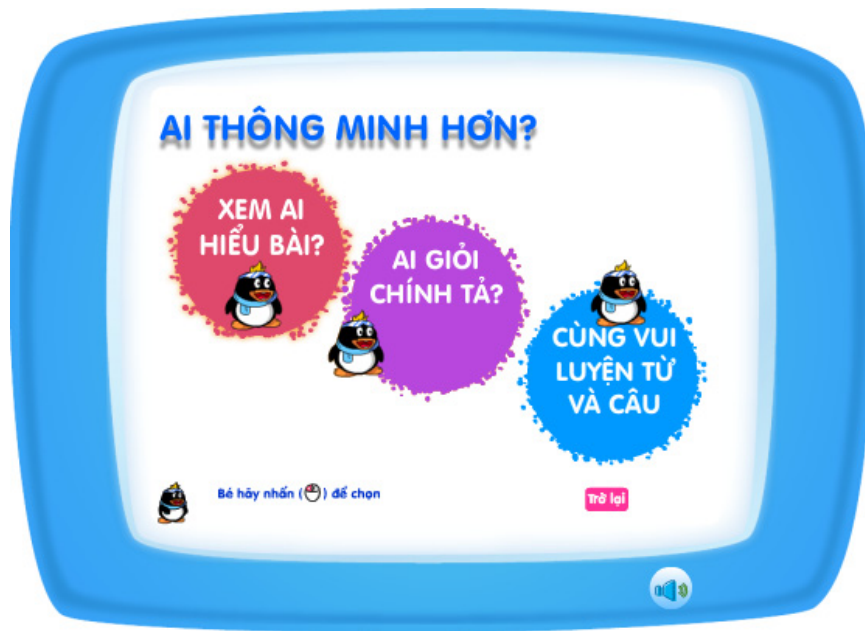 AI THÔNG MINH HƠN?
XEM AI
HIỂU BÀI?
AI GIỎI
CHÍNH TẢ?
CÙNG VUI
LUYỆN TỪ
VÀ CÂU
Bé hãy nhấn ( ) để chọn
Trở lại